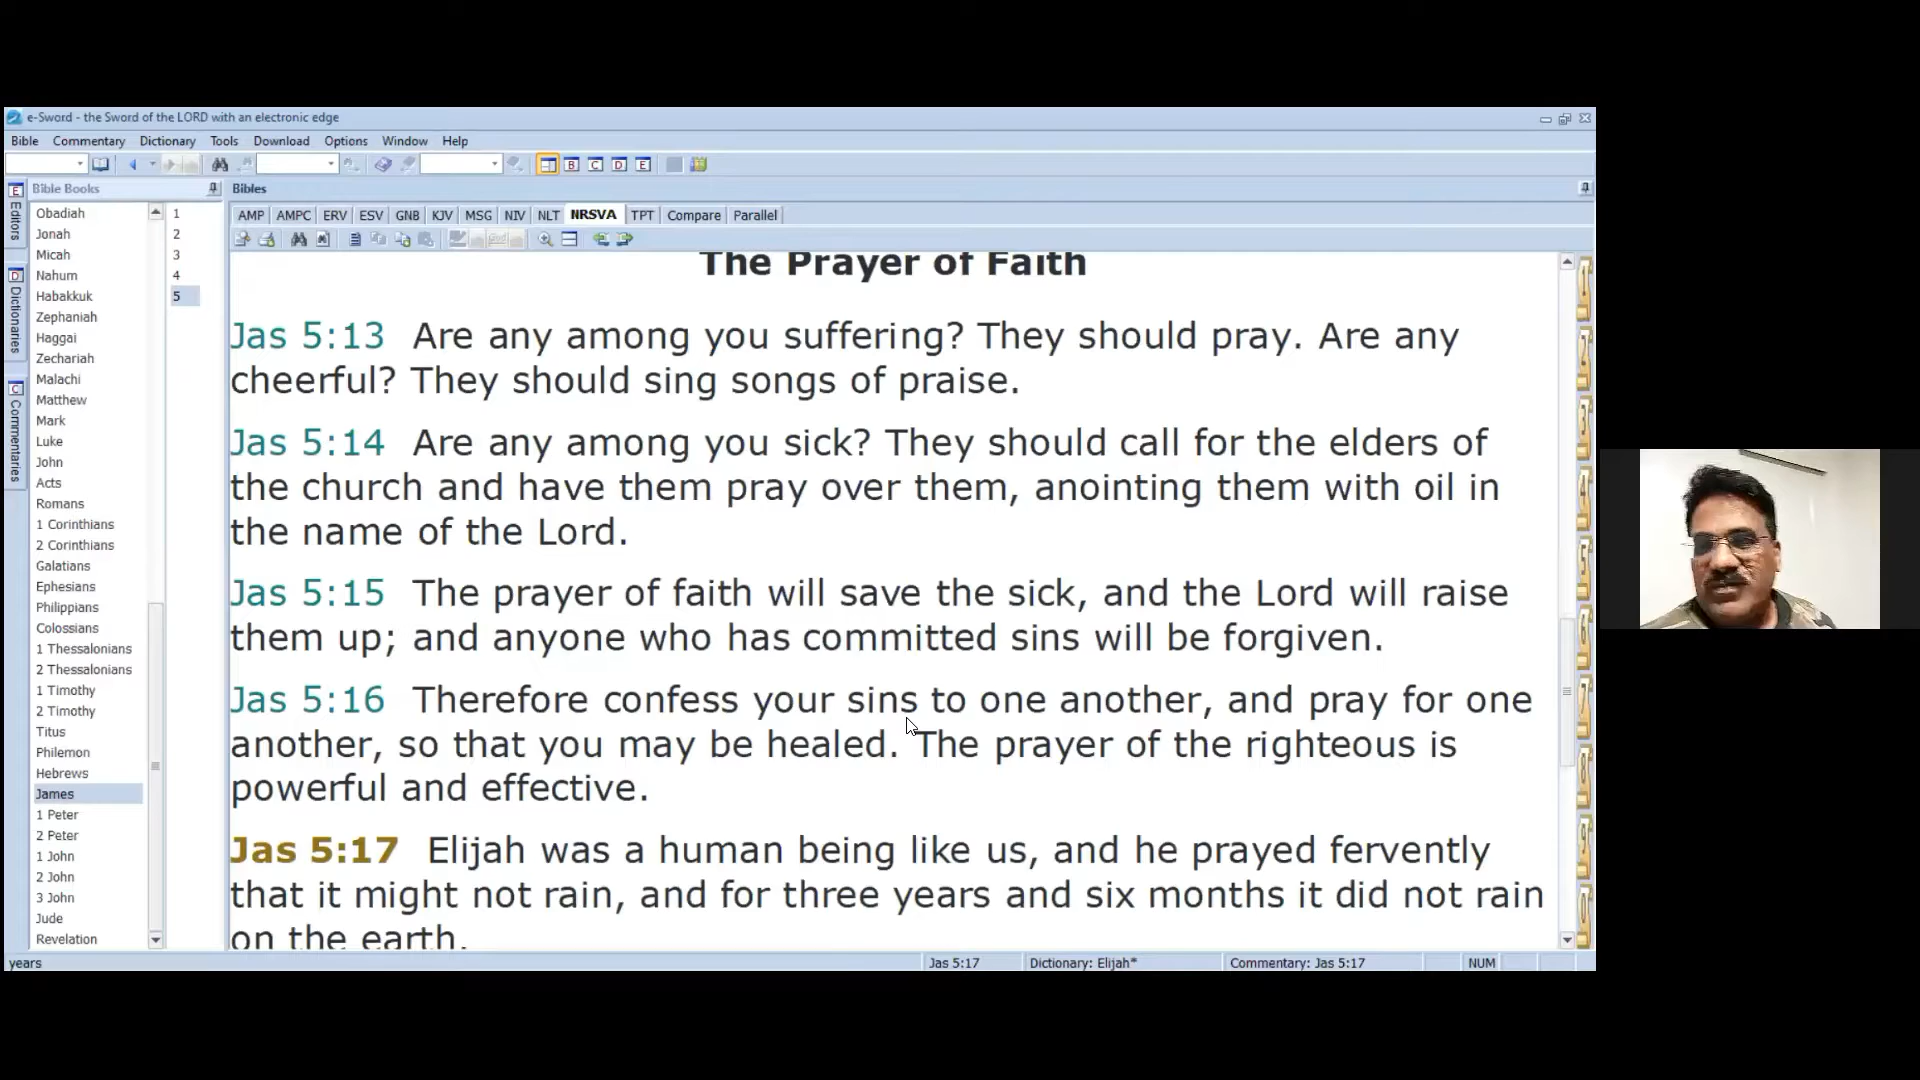 e-Sword - the Sword of the LORD with an electronic edge
Bible Commentary Dictionary Tools Download Options Window Help
B C D E
Bible Books
Bibles
E Editors
D Dictionaries
C Commentaries
AMP AMPC ERV ESV GNB KJV MSG NIV NLT NRSVA TPT Compare Parallel
Obadiah
Jonah
Micah
Nahum
Habakkuk
Zephaniah
Haggai
Zechariah
Malachi
Matthew
Mark
Luke
John
Acts
Romans
1 Corinthians
2 Corinthians
Galatians
Ephesians
Philippians
Colossians
1 Thessalonians
2 Thessalonians
1 Timothy
2 Timothy
Titus
Philemon
Hebrews
James
1 Peter
2 Peter
1 John
2 John
3 John
Jude
Revelation
1
2
3
4
5
The Prayer of Faith
Jas 5:13 Are any among you suffering? They should pray. Are any
cheerful? They should sing songs of praise.
Jas 5:14 Are any among you sick? They should call for the elders of
the church and have them pray over them, anointing them with oil in
the name of the Lord.
Jas 5:15 The prayer of faith will save the sick, and the Lord will raise
them up; and anyone who has committed sins will be forgiven.
Jas 5:16 Therefore confess your sins to one another, and pray for one
another, so that you may be healed. The prayer of the righteous is
powerful and effective.
Jas 5:17 Elijah was a human being like us, and he prayed fervently
that it might not rain, and for three years and six months it did not rain
on the earth.
1
2
3
4
5
6
7
8
9
0
years
Jas 5:17
Dictionary: Elijah*
Commentary: Jas 5:17
NUM